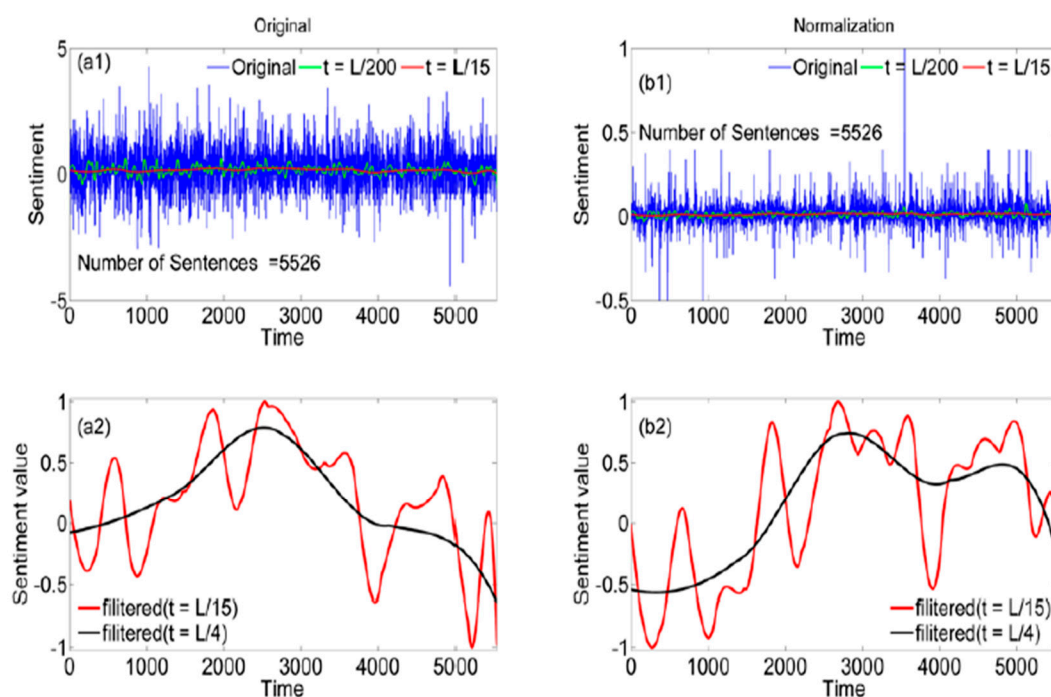 Original
(a1)
Original t = L/200 t = L/15
Number of Sentences =5526
Sentiment
5
0
-5
0 1000 2000 3000 4000 5000
Time
Normalization
(b1)
Original t = L/200 t = L/15
Number of Sentences =5526
Sentiment
1
0.5
0
-0.5
0 1000 2000 3000 4000 5000
Time
(a2)
Sentiment value
1
0.5
0
-0.5
-1
filitered(t = L/15)
filitered(t = L/4)
0 1000 2000 3000 4000 5000
Time
(b2)
Sentiment value
1
0.5
0
-0.5
-1
filitered(t = L/15)
filitered(t = L/4)
0 1000 2000 3000 4000 5000
Time